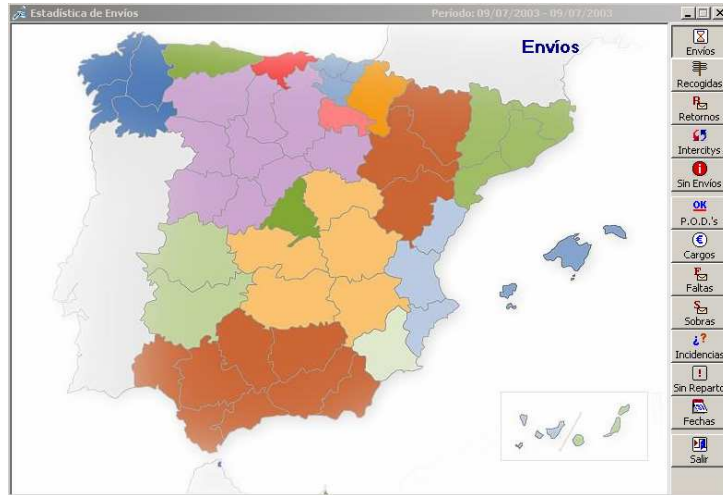 Estadística de Envíos
Período: 09/07/2003 - 09/07/2003
Envíos
Envíos
Recogidas
R
Retornos
Intercitys
Sin Envíos
OK
P.O.D.'s
€
Cargos
F
Faltas
S
Sobras
¿?
Incidencias
!
Sin Reparto
Fechas
Salir